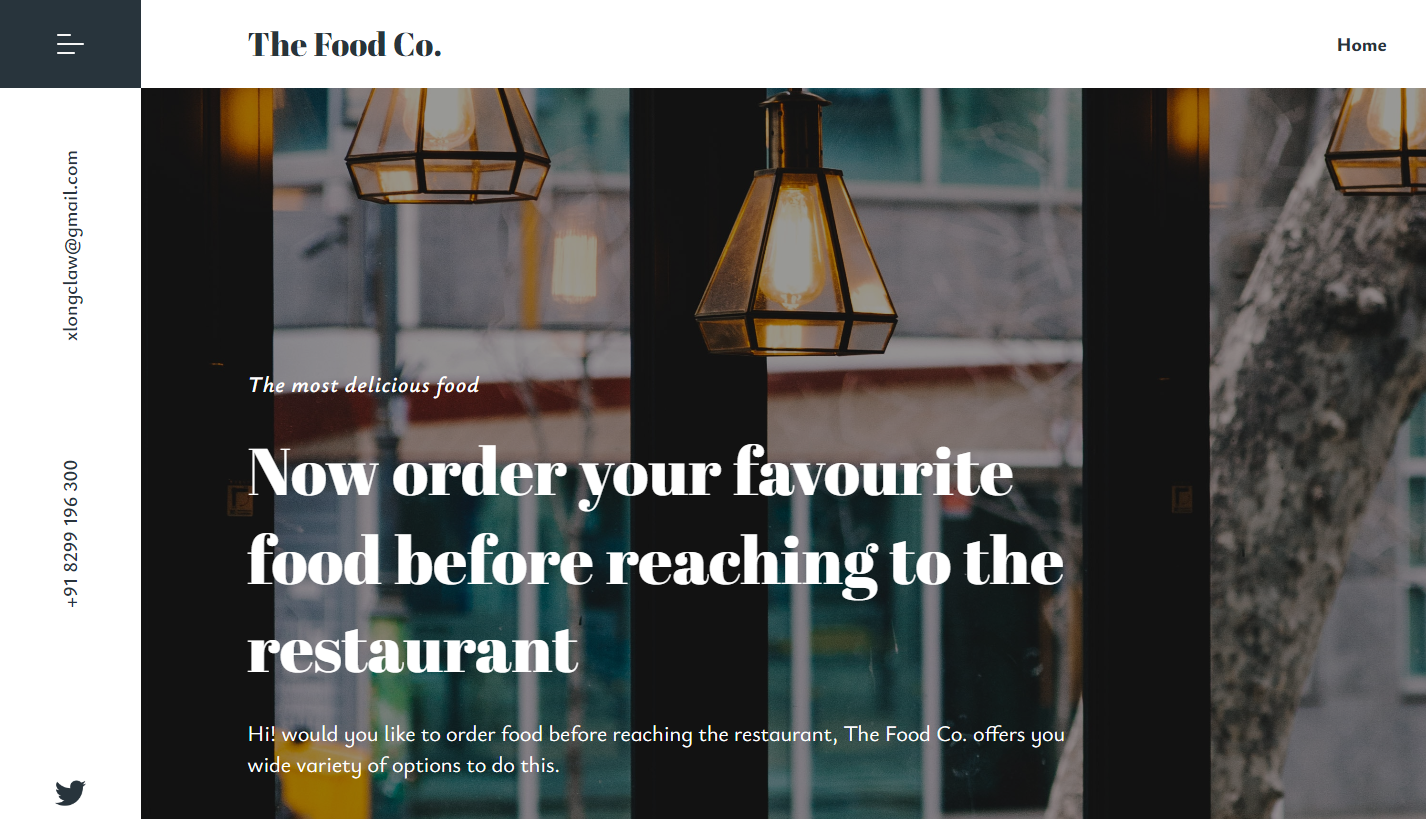 The Food Co.
Home
xlongclaw@gmail.com
+91 8299 196 300
The most delicious food
Now order your favourite
food before reaching to the
restaurant
Hi! would you like to order food before reaching the restaurant, The Food Co. offers you
wide variety of options to do this.